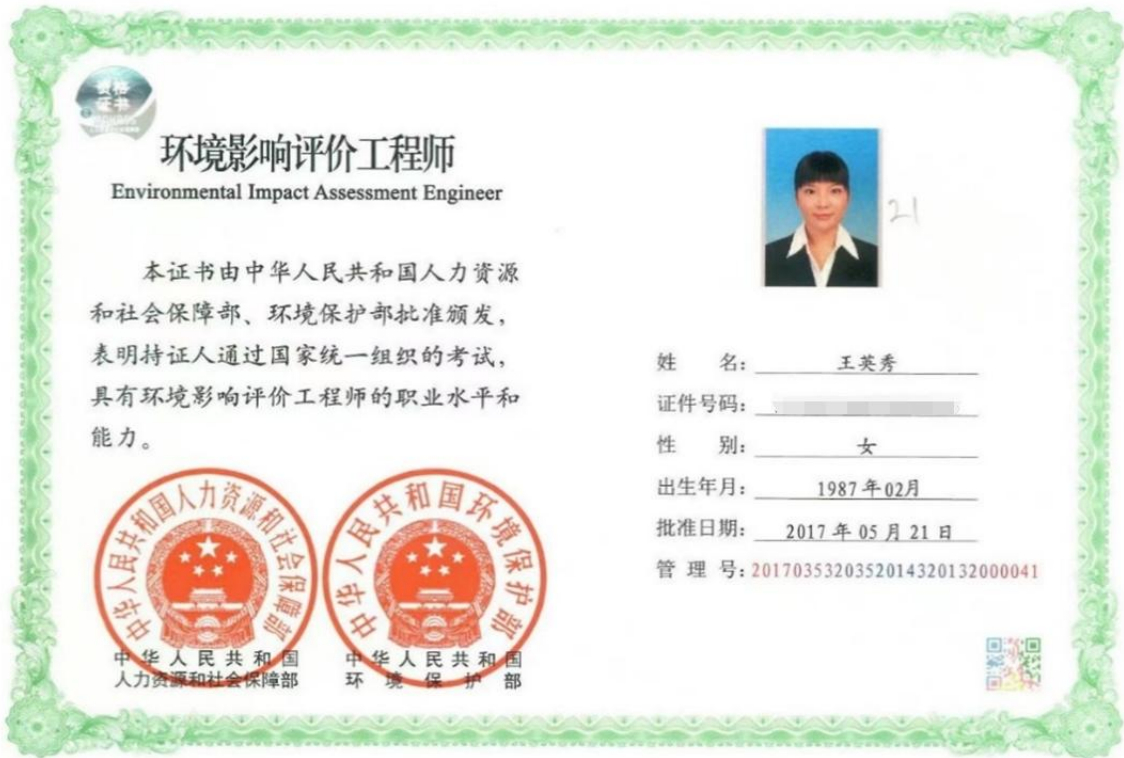 资格
证书
环境影响评价工程师
Environmental Impact Assessment Engineer
本证书由中华人民共和国人力资源
和社会保障部、环境保护部批准颁发，
表明持证人通过国家统一组织的考试，
具有环境影响评价工程师的职业水平和
能力。
中华人民共和国人力资源和社会保障部
中华人民共和国环境保护部
中华人民共和国
人力资源和社会保障部
中华人民共和国
环境保护部
21
姓 名：王英秀
证件号码：
性 别：女
出生年月：1987年02月
批准日期：2017年05月21日
管 理 号：2017035320352014320132000041